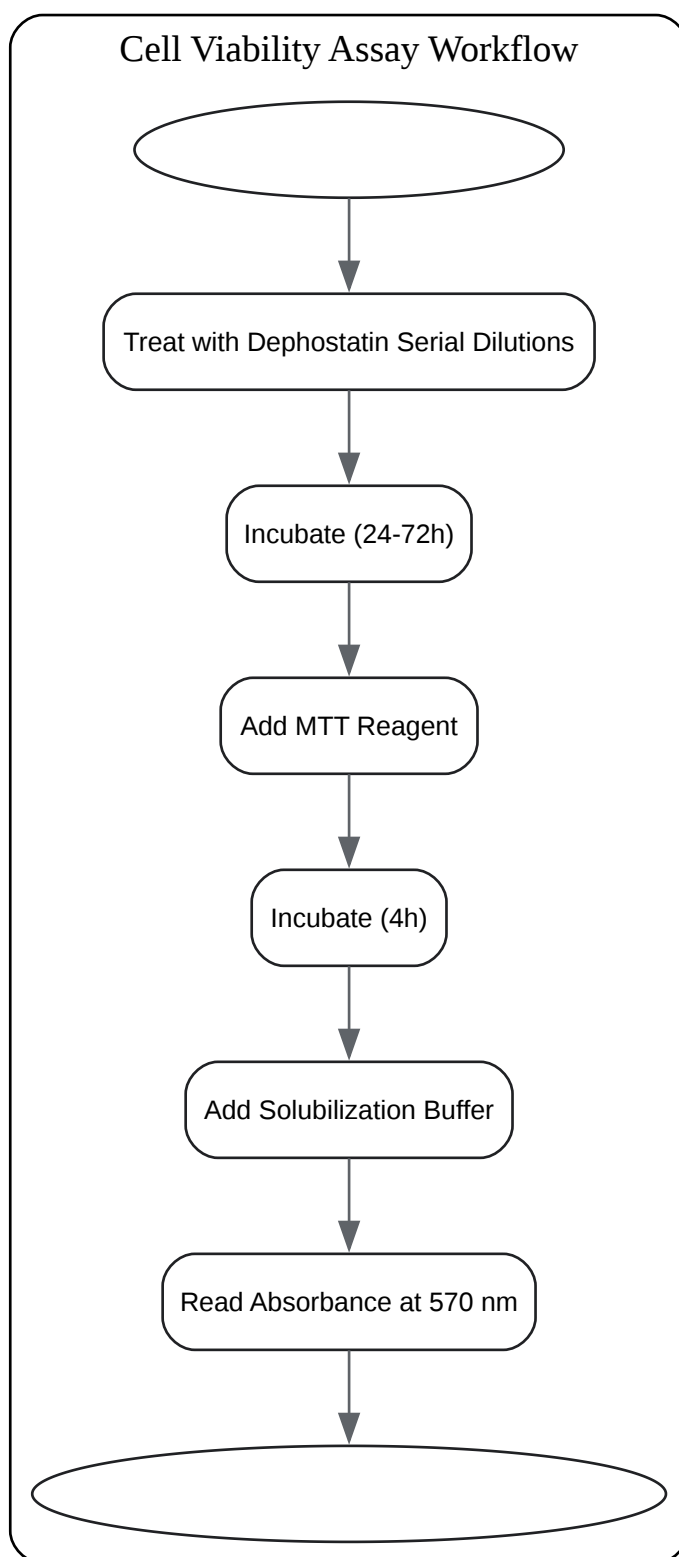 Cell Viability Assay Workflow
Treat with Dephostatin Serial Dilutions
Incubate (24-72h)
Add MTT Reagent
Incubate (4h)
Add Solubilization Buffer
Read Absorbance at 570 nm